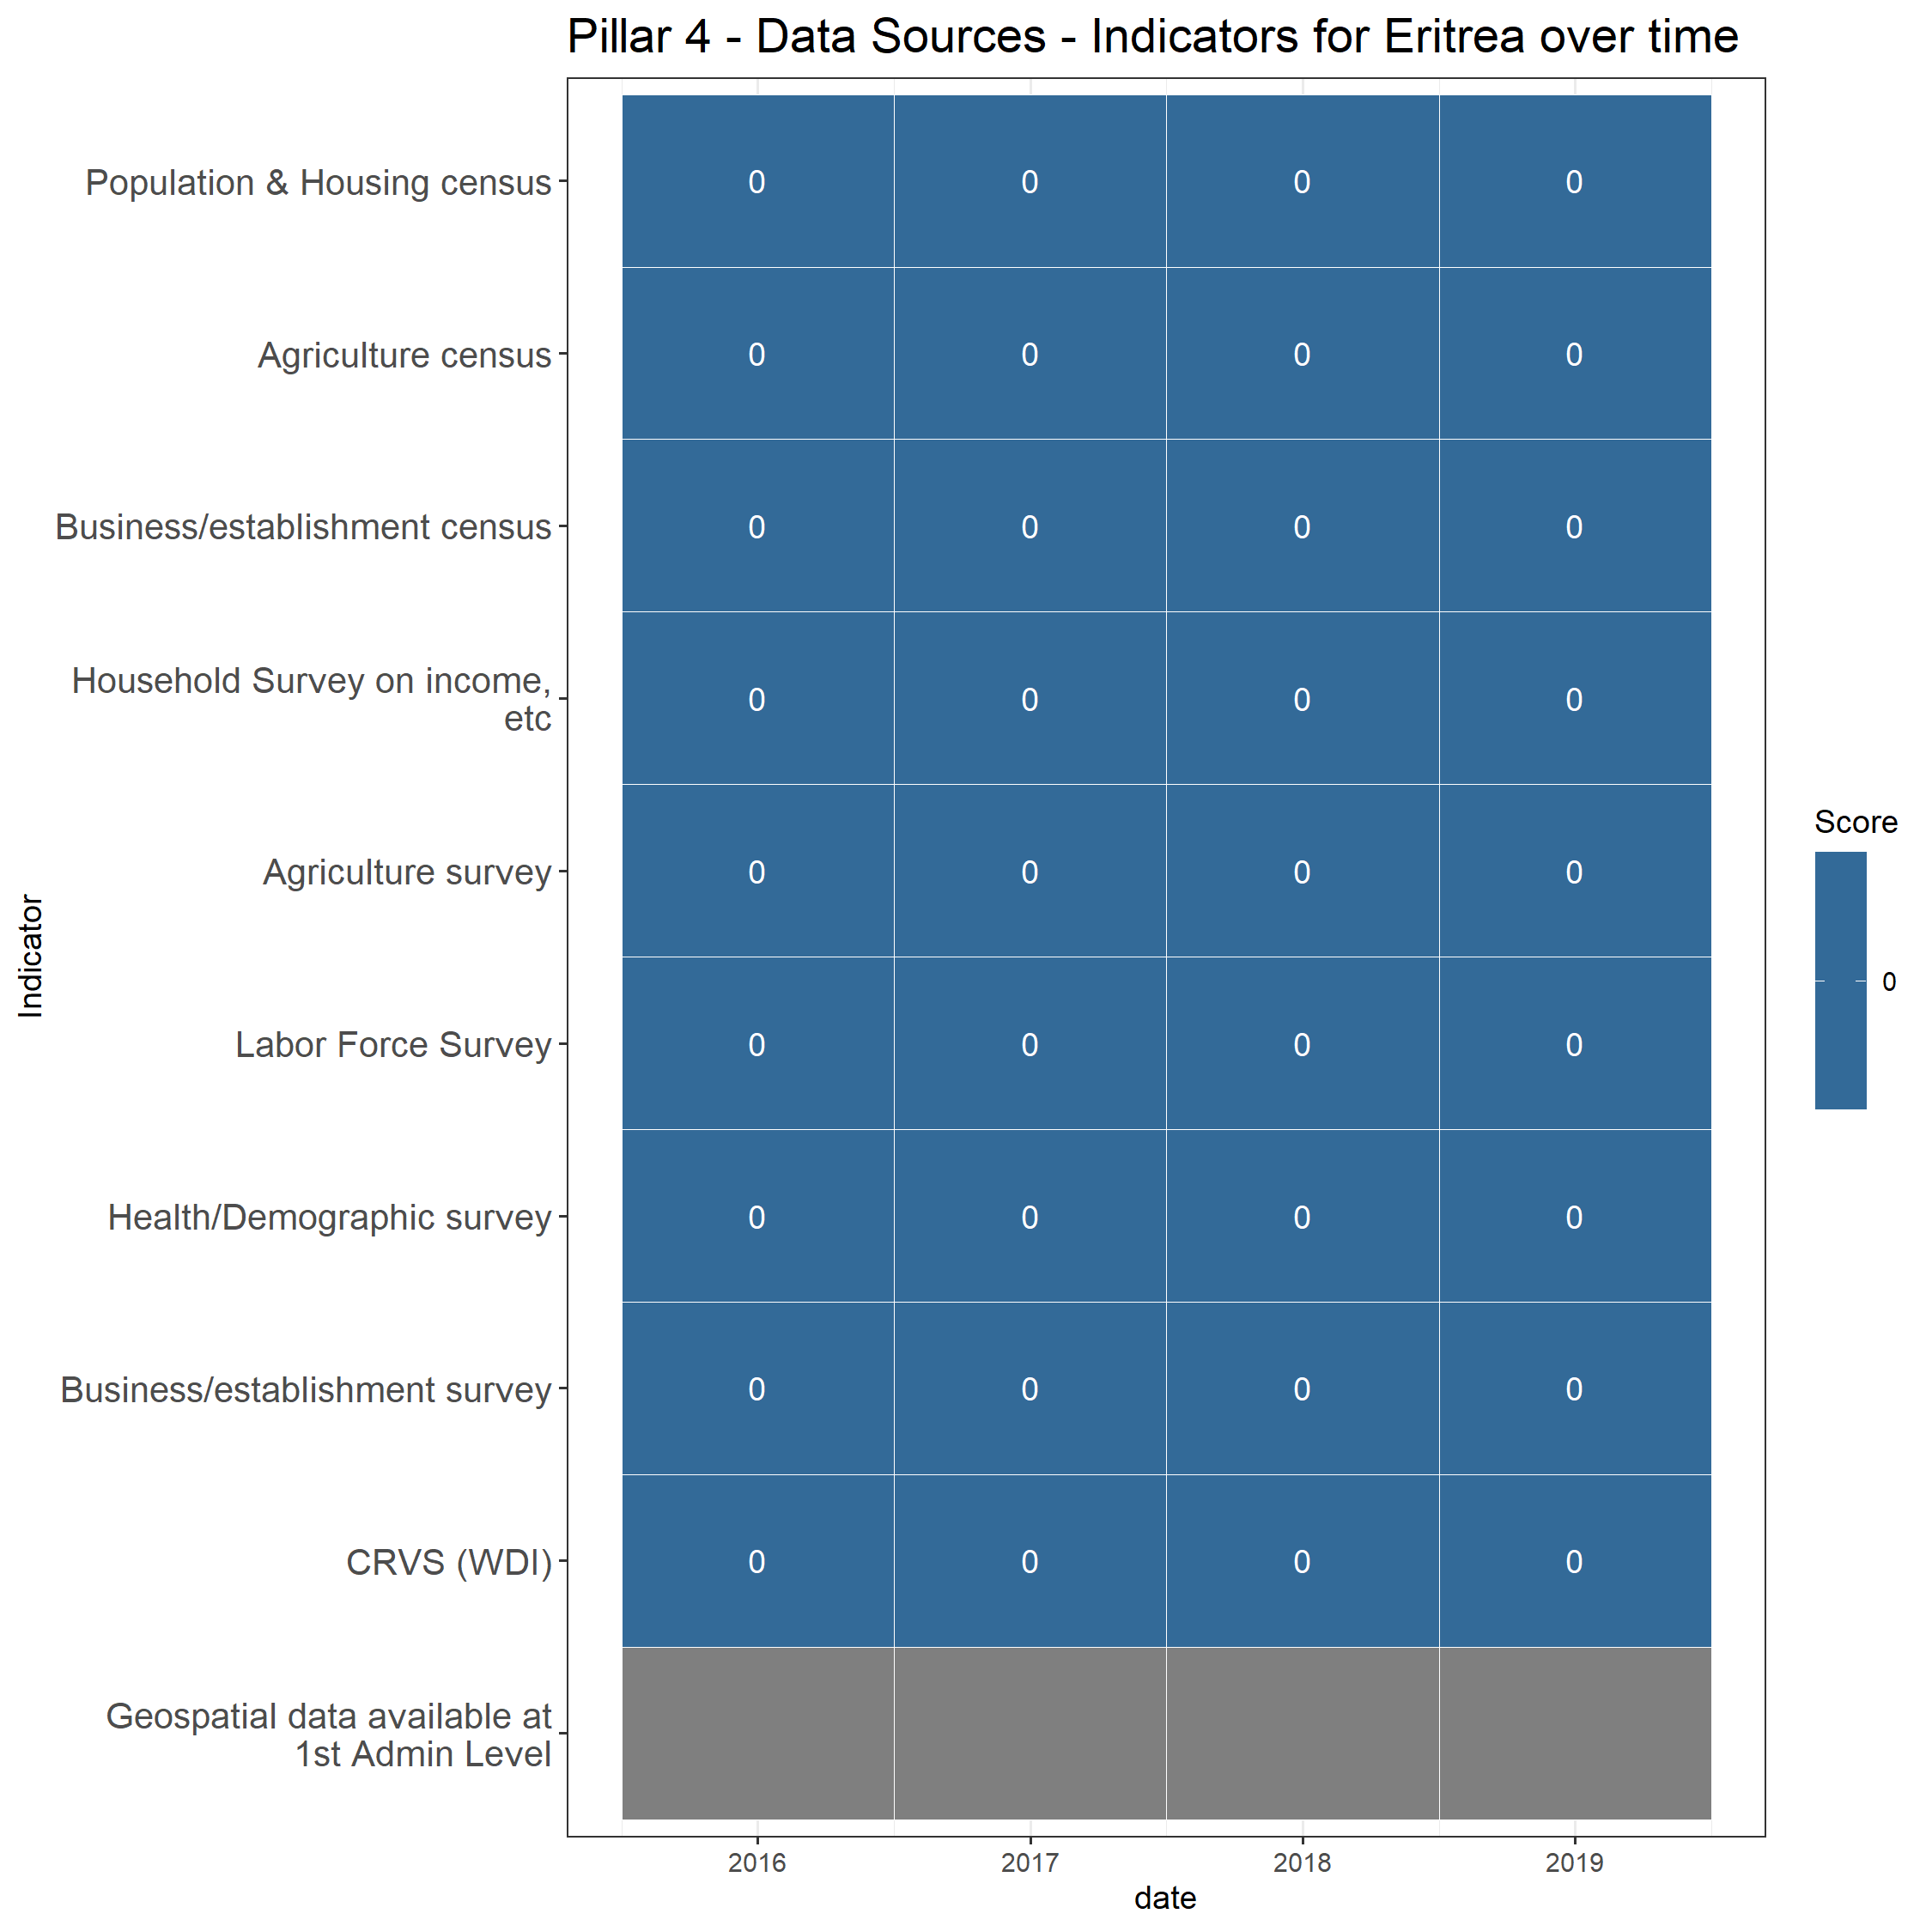 Pillar 4 - Data Sources - Indicators for Eritrea over time
Population & Housing census
0 0 0 0
Agriculture census
0 0 0 0
Business/establishment census
0 0 0 0
Household Survey on income,
etc
0 0 0 0
Agriculture survey
0 0 0 0
Labor Force Survey
0 0 0 0
Health/Demographic survey
0 0 0 0
Business/establishment survey
0 0 0 0
CRVS (WDI)
0 0 0 0
Geospatial data available at
1st Admin Level
2016 2017 2018 2019
date
Indicator
Score
0